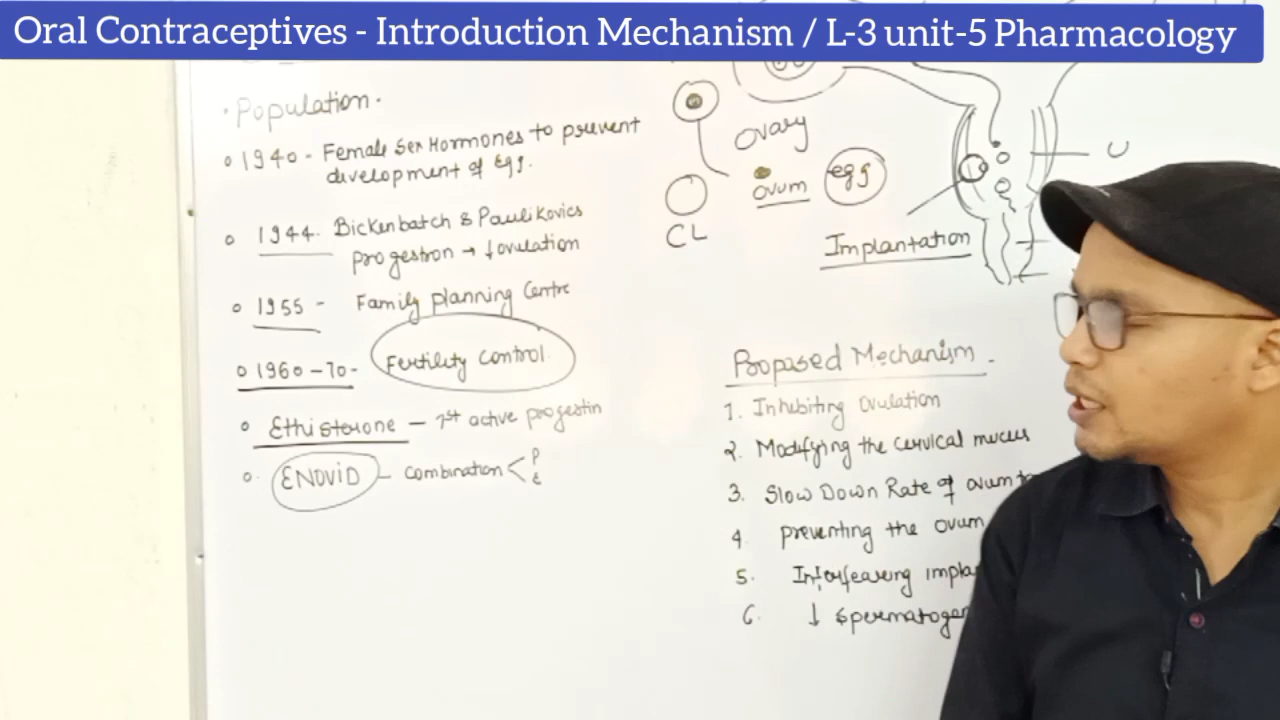 Oral Contraceptives - Introduction Mechanism / L-3 unit-5 Pharmacology
Population.
1940 - Female Sex Hormones to prevent
development of Egg.
1944. Bickenbatch & Paulikovics
progestron → ↓ovulation
1955 - Family planning Centre
1960-70- Fertility control
Ethisterone - 1st active progestin
ENOVID - combination < P
E
Ovary
ovum egg
CL
Implantation
U
Proposed Mechanism.
1. Inhibiting Ovulation
2. Modifying the cervical mucus
3. Slow Down Rate of ovum
4. preventing the ovum
5. Interfearing impla
6. ↓ spermatogen